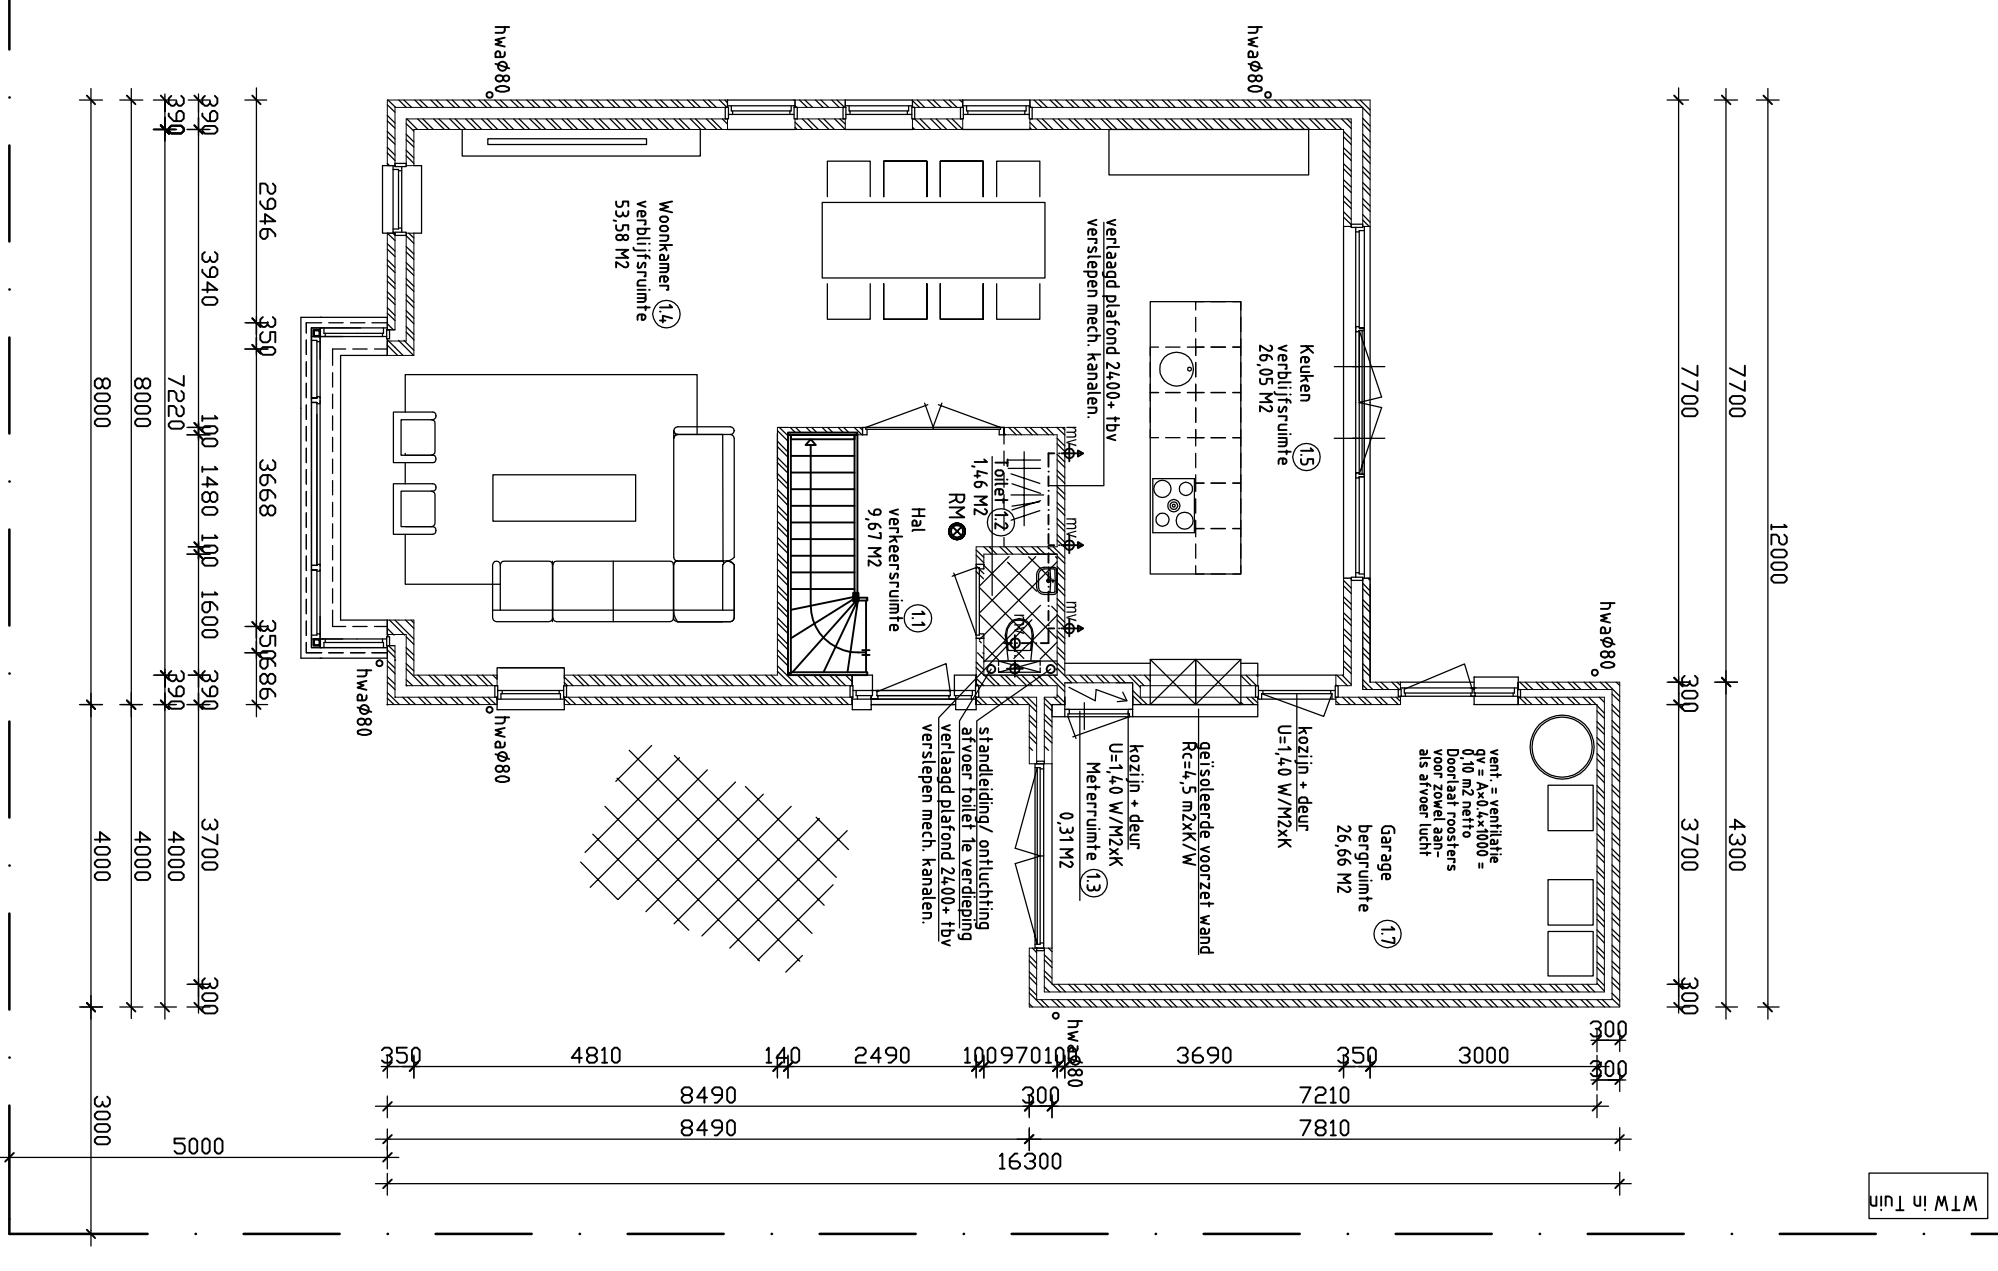 hwaø80
hwaø80
Woonkamer 1.4
verblijfsruimte
53,58 M2
verlaagd plafond 2400+ tbv
verslepen mech. kanalen.
Keuken 1.5
verblijfsruimte
26,05 M2
mv
mv
mv
Toilet 1.2
1,46 M2
RM
Hal 1.1
verkeersruimte
9,67 M2
hwaø80
hwaø80
hwaø80
standleiding/ ontluchting
afvoer toilet 1e verdieping
verlaagd plafond 2400+ tbv
verslepen mech. kanalen.
kozijn + deur
U=1,40 W/M2xK
Meterruimte 1.3
0,31 M2
geïsoleerde voorzet wand
Rc=4,5 m2xK/W
kozijn + deur
U=1,40 W/M2xK
vent. = ventilatie
qv = A×0.4×1000 =
0,10 m2 netto
Doorlaat roosters
voor zowel aan-
als afvoer lucht
Garage 1.7
bergruimte
26,66 M2
hwaø80
8000
4000
3000
8000
4000
390
7220
390
4000
390
3940
100
1480
100
1600
390
3700
300
2946
350
3668
350
686
7700
300
3700
300
7700
4300
12000
300
350
4810
140
2490
100
970
100
3690
350
3000
300
8490
300
7210
8490
7810
5000
16300
WTW in Tuin